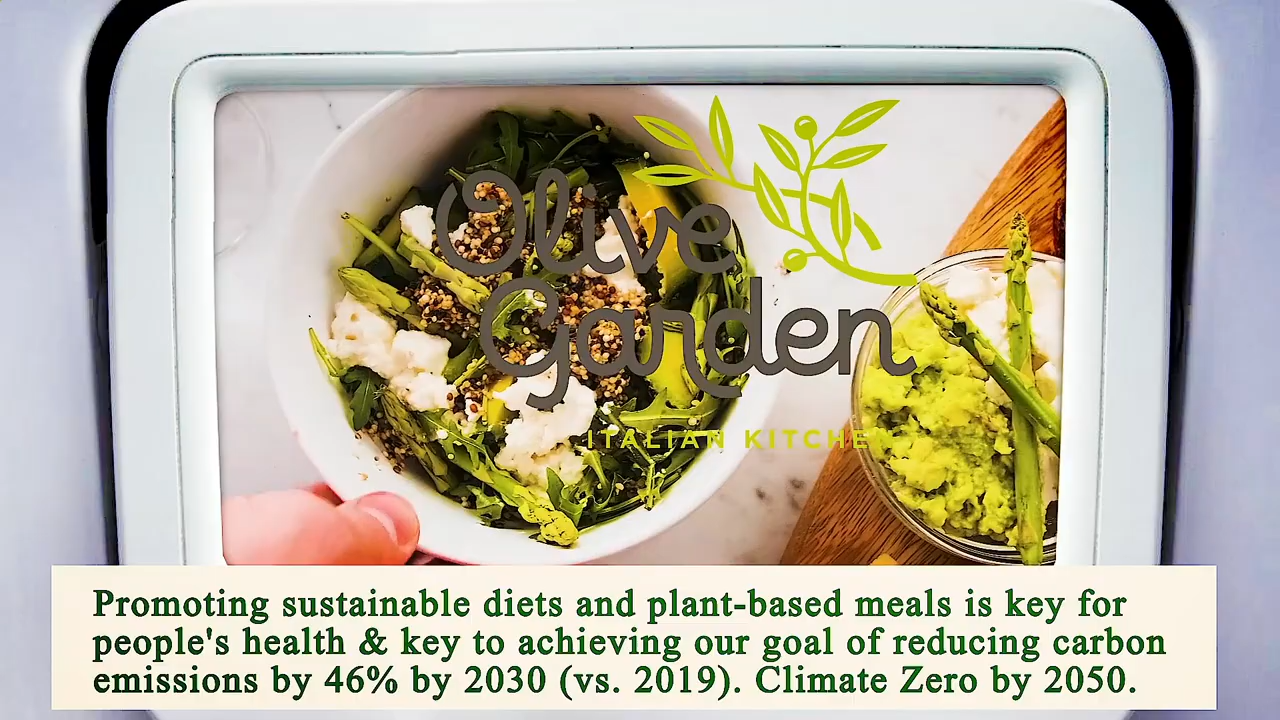 Olive
Garden
ITALIAN KITCHEN
Promoting sustainable diets and plant-based meals is key for
people's health & key to achieving our goal of reducing carbon
emissions by 46% by 2030 (vs. 2019). Climate Zero by 2050.